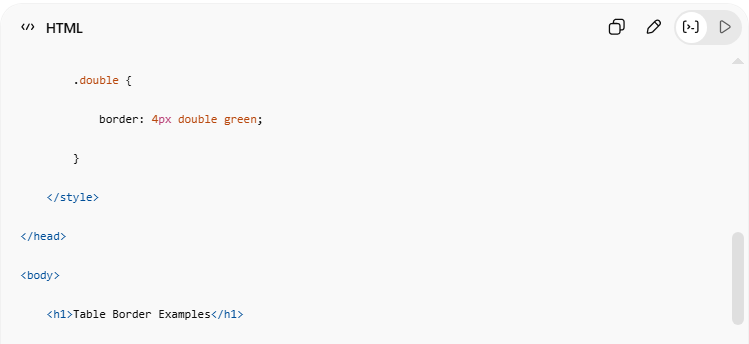 </> HTML
.double {
border: 4px double green;
}
</style>
</head>
<body>
<h1>Table Border Examples</h1>